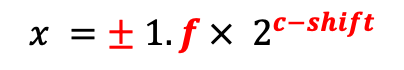 x = ± 1.f × 2^{c−shift}